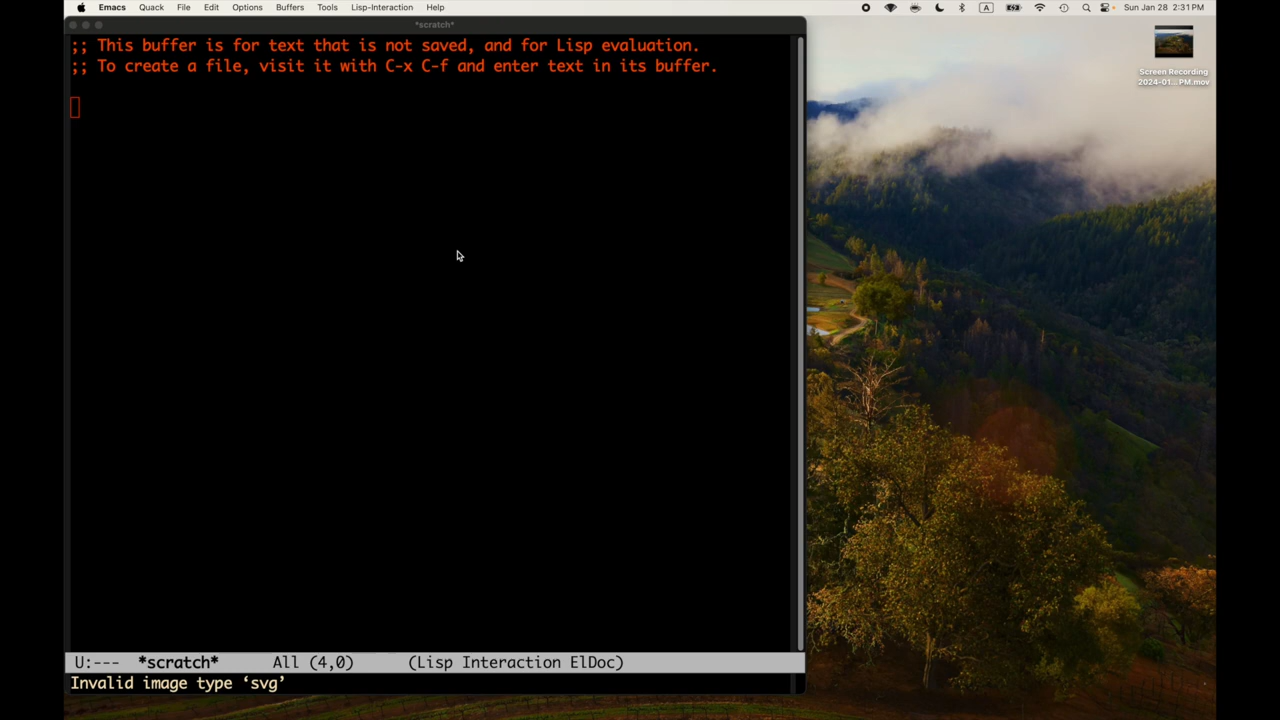 Emacs Quack File Edit Options Buffers Tools Lisp-Interaction Help A Sun Jan 28 2:31 PM
*scratch*
;; This buffer is for text that is not saved, and for Lisp evaluation.
;; To create a file, visit it with C-x C-f and enter text in its buffer.
Screen Recording
2024-01...PM.mov
U:--- *scratch* All (4,0) (Lisp Interaction ElDoc)
Invalid image type ‘svg’